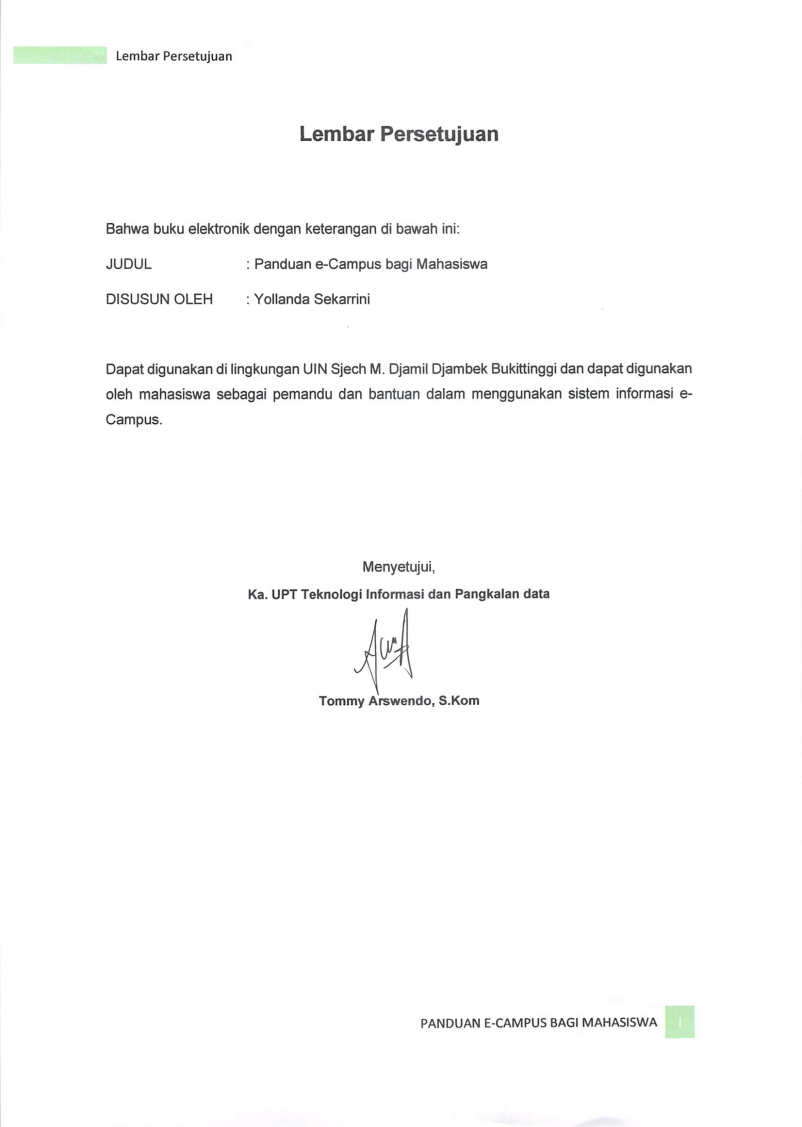 Lembar Persetujuan
Lembar Persetujuan
Bahwa buku elektronik dengan keterangan di bawah ini:
JUDUL : Panduan e-Campus bagi Mahasiswa
DISUSUN OLEH : Yollanda Sekarrini
Dapat digunakan di lingkungan UIN Sjech M. Djamil Djambek Bukittinggi dan dapat digunakan
oleh mahasiswa sebagai pemandu dan bantuan dalam menggunakan sistem informasi e-
Campus.
Menyetujui,
Ka. UPT Teknologi Informasi dan Pangkalan data
Tommy Arswendo, S.Kom
PANDUAN E-CAMPUS BAGI MAHASISWA i